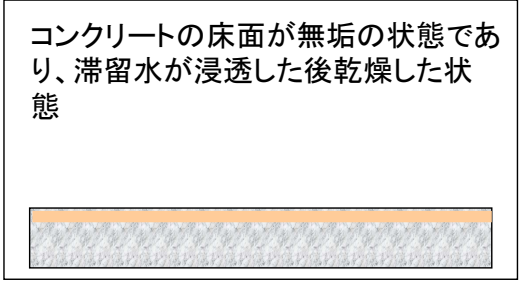 コンクリートの床面が無垢の状態であ
り、滞留水が浸透した後乾燥した状
態